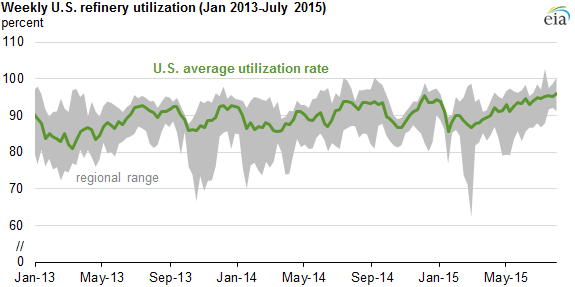 Weekly U.S. refinery utilization (Jan 2013-July 2015)
percent
eia
110
100
90
80
70
60
//
0
U.S. average utilization rate
regional range
Jan-13 May-13 Sep-13 Jan-14 May-14 Sep-14 Jan-15 May-15